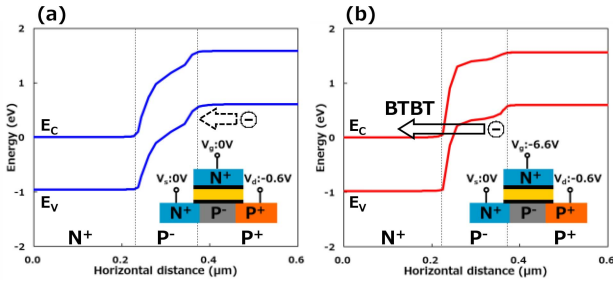 (a)
2
1
0
-1
-2
Energy (eV)
E_C
E_V
⊖
V_g:0V
V_s:0V
V_d:-0.6V
N⁺
N⁺
P⁻
P⁺
N⁺
P⁻
P⁺
0.0
0.2
0.4
0.6
Horizontal distance (μm)
(b)
2
1
0
-1
-2
Energy (eV)
BTBT
E_C
E_V
⊖
V_g:-6.6V
V_s:0V
V_d:-0.6V
N⁺
N⁺
P⁻
P⁺
N⁺
P⁻
P⁺
0.0
0.2
0.4
0.6
Horizontal distance (μm)